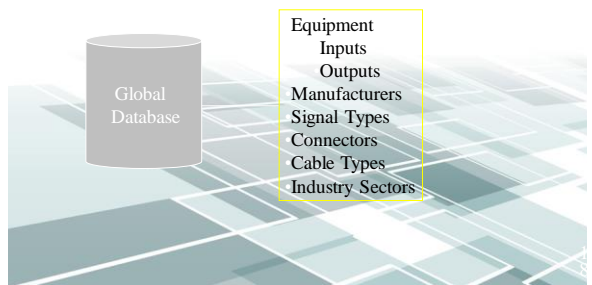 Global
Database
Equipment
Inputs
Outputs
Manufacturers
Signal Types
Connectors
Cable Types
Industry Sectors